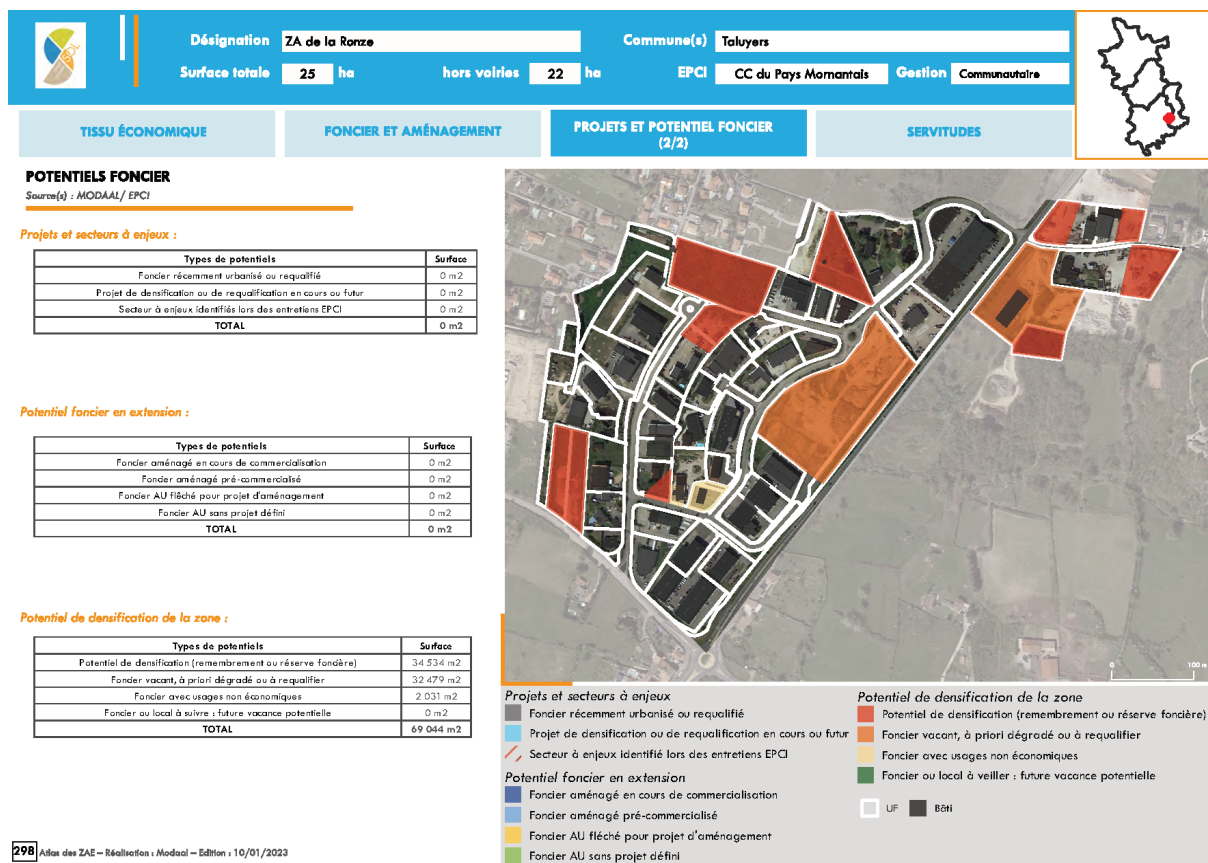 Désignation ZA de la Ronze Commune(s) Taluyers
Surface totale 25 ha hors voiries 22 ha EPCI CC du Pays Mornantais Gestion Communautaire
TISSU ÉCONOMIQUE
FONCIER ET AMÉNAGEMENT
PROJETS ET POTENTIEL FONCIER
(2/2)
SERVITUDES
POTENTIELS FONCIER
Source(s) : MODAAL/ EPCI
Projets et secteurs à enjeux :
Types de potentiels Surface
Foncier récemment urbanisé ou requalifié 0 m2
Projet de densification ou de requalification en cours ou futur 0 m2
Secteur à enjeux identifiés lors des entretiens EPCI 0 m2
TOTAL 0 m2
Potentiel foncier en extension :
Types de potentiels Surface
Foncier aménagé en cours de commercialisation 0 m2
Foncier aménagé pré-commercialisé 0 m2
Foncier AU flêché pour projet d'aménagement 0 m2
Foncier AU sans projet défini 0 m2
TOTAL 0 m2
Potentiel de densification de la zone :
Types de potentiels Surface
Potentiel de densification (remembrement ou réserve foncière) 34 534 m2
Foncier vacant, à priori dégradé ou à requalifier 32 479 m2
Foncier avec usages non économiques 2 031 m2
Foncier ou local à suivre : future vacance potentielle 0 m2
TOTAL 69 044 m2
0 100 m
Projets et secteurs à enjeux
Foncier récemment urbanisé ou requalifié
Projet de densification ou de requalification en cours ou futur
Secteur à enjeux identifié lors des entretiens EPCI
Potentiel foncier en extension
Foncier aménagé en cours de commercialisation
Foncier aménagé pré-commercialisé
Foncier AU fléché pour projet d'aménagement
Foncier AU sans projet défini
Potentiel de densification de la zone
Potentiel de densification (remembrement ou réserve foncière)
Foncier vacant, à priori dégradé ou à requalifier
Foncier avec usages non économiques
Foncier ou local à veiller : future vacance potentielle
UF Bâti
298 Atlas des ZAE – Réalisation : Modaal – Edition : 10/01/2023